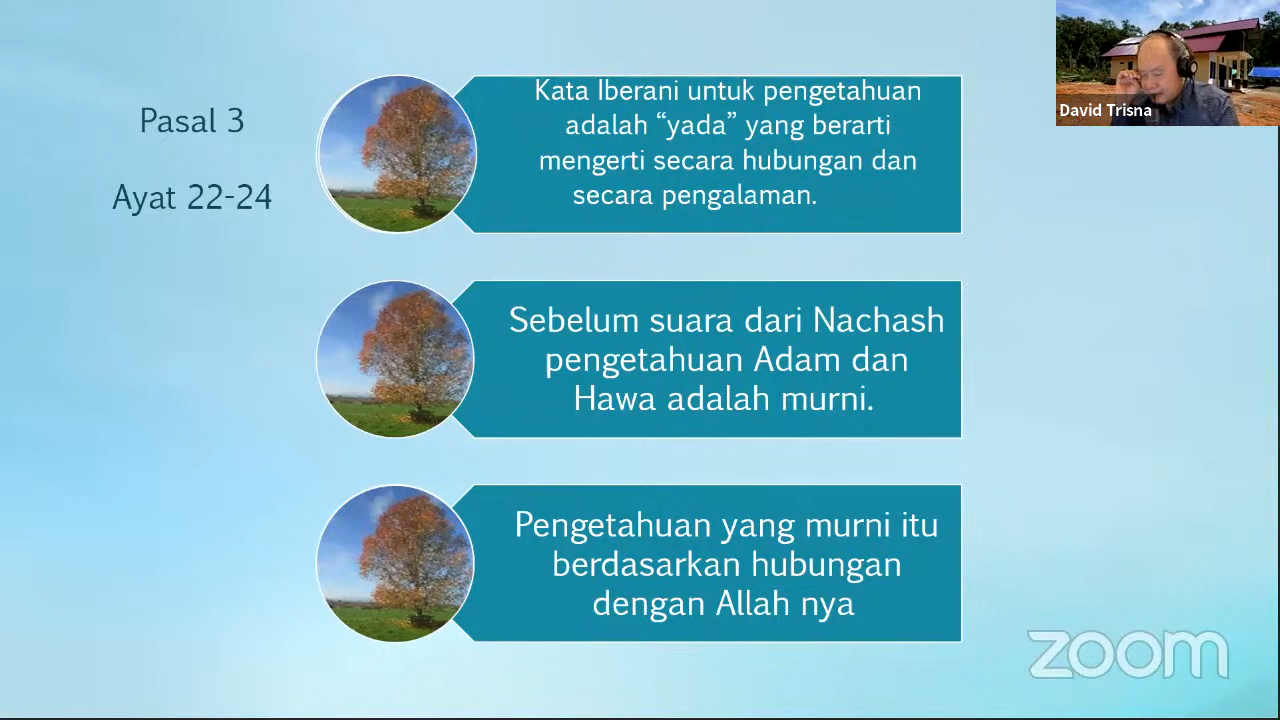 Pasal 3
Ayat 22-24
Kata Iberani untuk pengetahuan
adalah “yada” yang berarti
mengerti secara hubungan dan
secara pengalaman.
Sebelum suara dari Nachash
pengetahuan Adam dan
Hawa adalah murni.
Pengetahuan yang murni itu
berdasarkan hubungan
dengan Allah nya
David Trisna
zoom